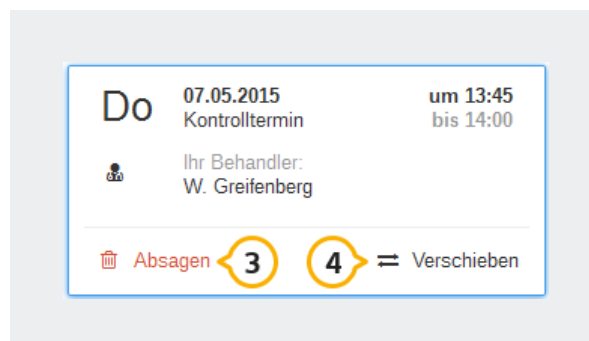 Do
07.05.2015
um 13:45
Kontrolltermin
bis 14:00
Ihr Behandler:
W. Greifenberg
Absagen
3
4
Verschieben